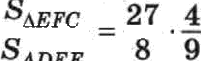 S_{ΔEFC} / S_{ΔDEF} = 27/8 · 4/9